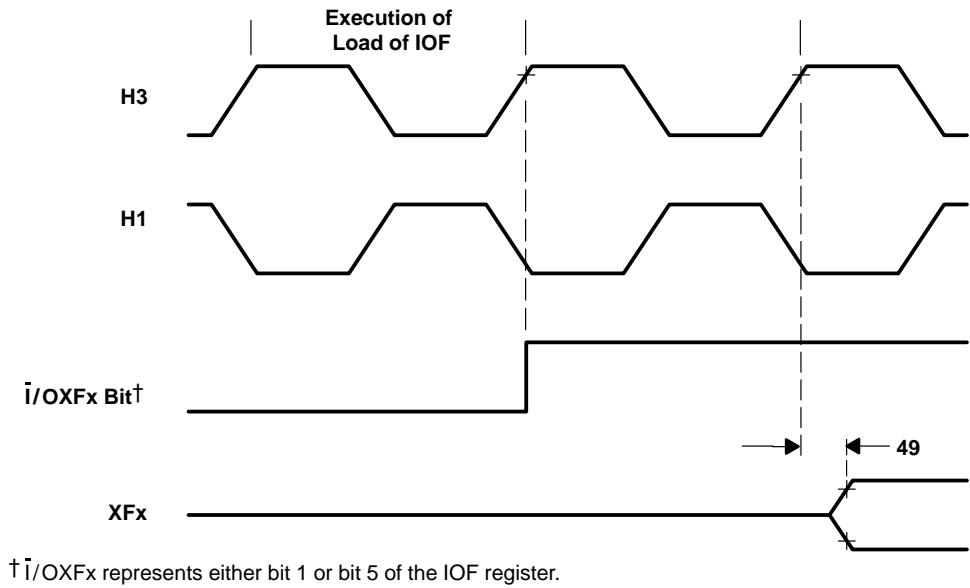 Execution of
Load of IOF
H3
H1
Ī/OXFx Bit†
49
XFx
† Ī/OXFx represents either bit 1 or bit 5 of the IOF register.